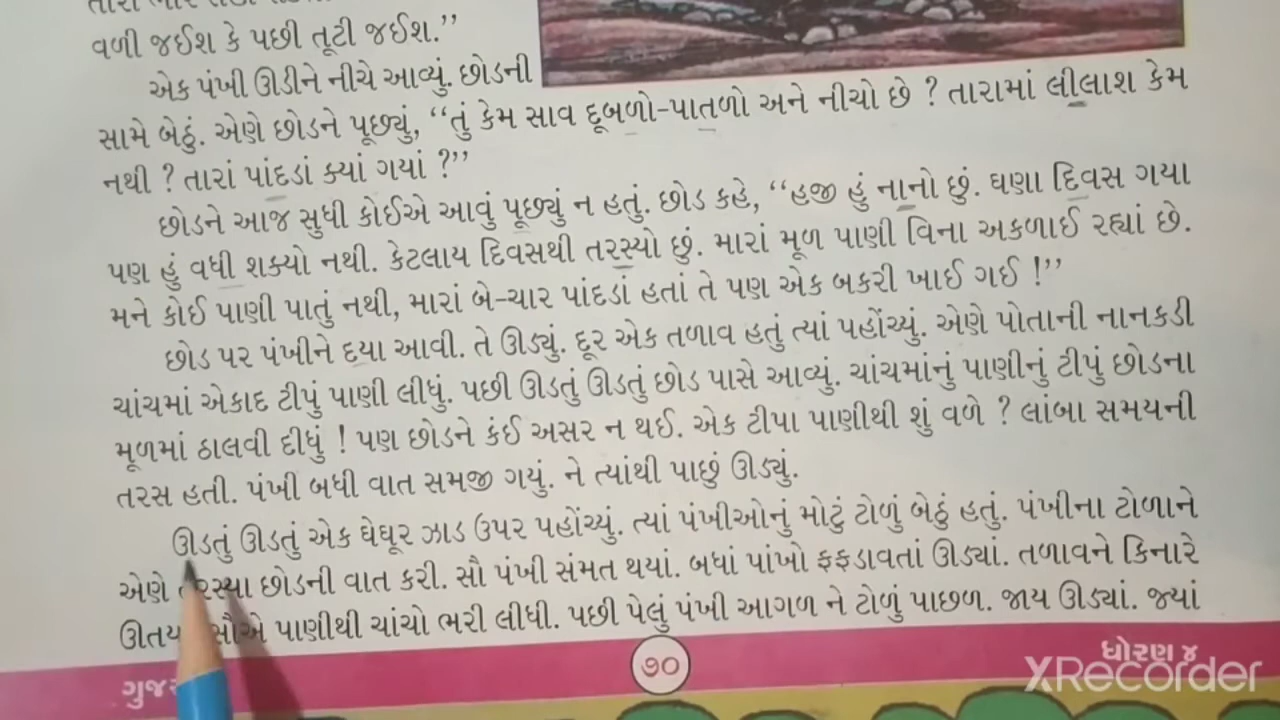 વળી જઈશ કે પછી તૂટી જઈશ.”
એક પંખી ઊડીને નીચે આવ્યું. છોડની
સામે બેઠું. એણે છોડને પૂછ્યું, “તું કેમ સાવ દૂબળો-પાતળો અને નીચો છે ? તારામાં લીલાશ કેમ
નથી ? તારાં પાંદડાં ક્યાં ગયાં ?”
છોડને આજ સુધી કોઈએ આવું પૂછ્યું ન હતું. છોડ કહે, “હજી હું નાનો છું. ઘણા દિવસ ગયા
પણ હું વધી શક્યો નથી. કેટલાય દિવસથી તરસ્યો છું. મારાં મૂળ પાણી વિના અકળાઈ રહ્યાં છે.
મને કોઈ પાણી પાતું નથી, મારાં બે-ચાર પાંદડાં હતાં તે પણ એક બકરી ખાઈ ગઈ !”
છોડ પર પંખીને દયા આવી. તે ઊડ્યું. દૂર એક તળાવ હતું ત્યાં પહોંચ્યું. એણે પોતાની નાનકડી
ચાંચમાં એકાદ ટીપું પાણી લીધું. પછી ઊડતું ઊડતું છોડ પાસે આવ્યું. ચાંચમાંનું પાણીનું ટીપું છોડના
મૂળમાં ઠાલવી દીધું ! પણ છોડને કંઈ અસર ન થઈ. એક ટીપા પાણીથી શું વળે ? લાંબા સમયની
તરસ હતી. પંખી બધી વાત સમજી ગયું. ને ત્યાંથી પાછું ઊડ્યું.
ઊડતું ઊડતું એક ઘેઘૂર ઝાડ ઉપર પહોંચ્યું. ત્યાં પંખીઓનું મોટું ટોળું બેઠું હતું. પંખીના ટોળાને
એણે તરસ્યા છોડની વાત કરી. સૌ પંખી સંમત થયાં. બધાં પાંખો ફફડાવતાં ઊડ્યાં. તળાવને કિનારે
સૌએ પાણીથી ચાંચો ભરી લીધી. પછી પેલું પંખી આગળ ને ટોળું પાછળ. જાય ઊડ્યાં. જ્યાં
૭૦
ધોરણ ૪
XRecorder